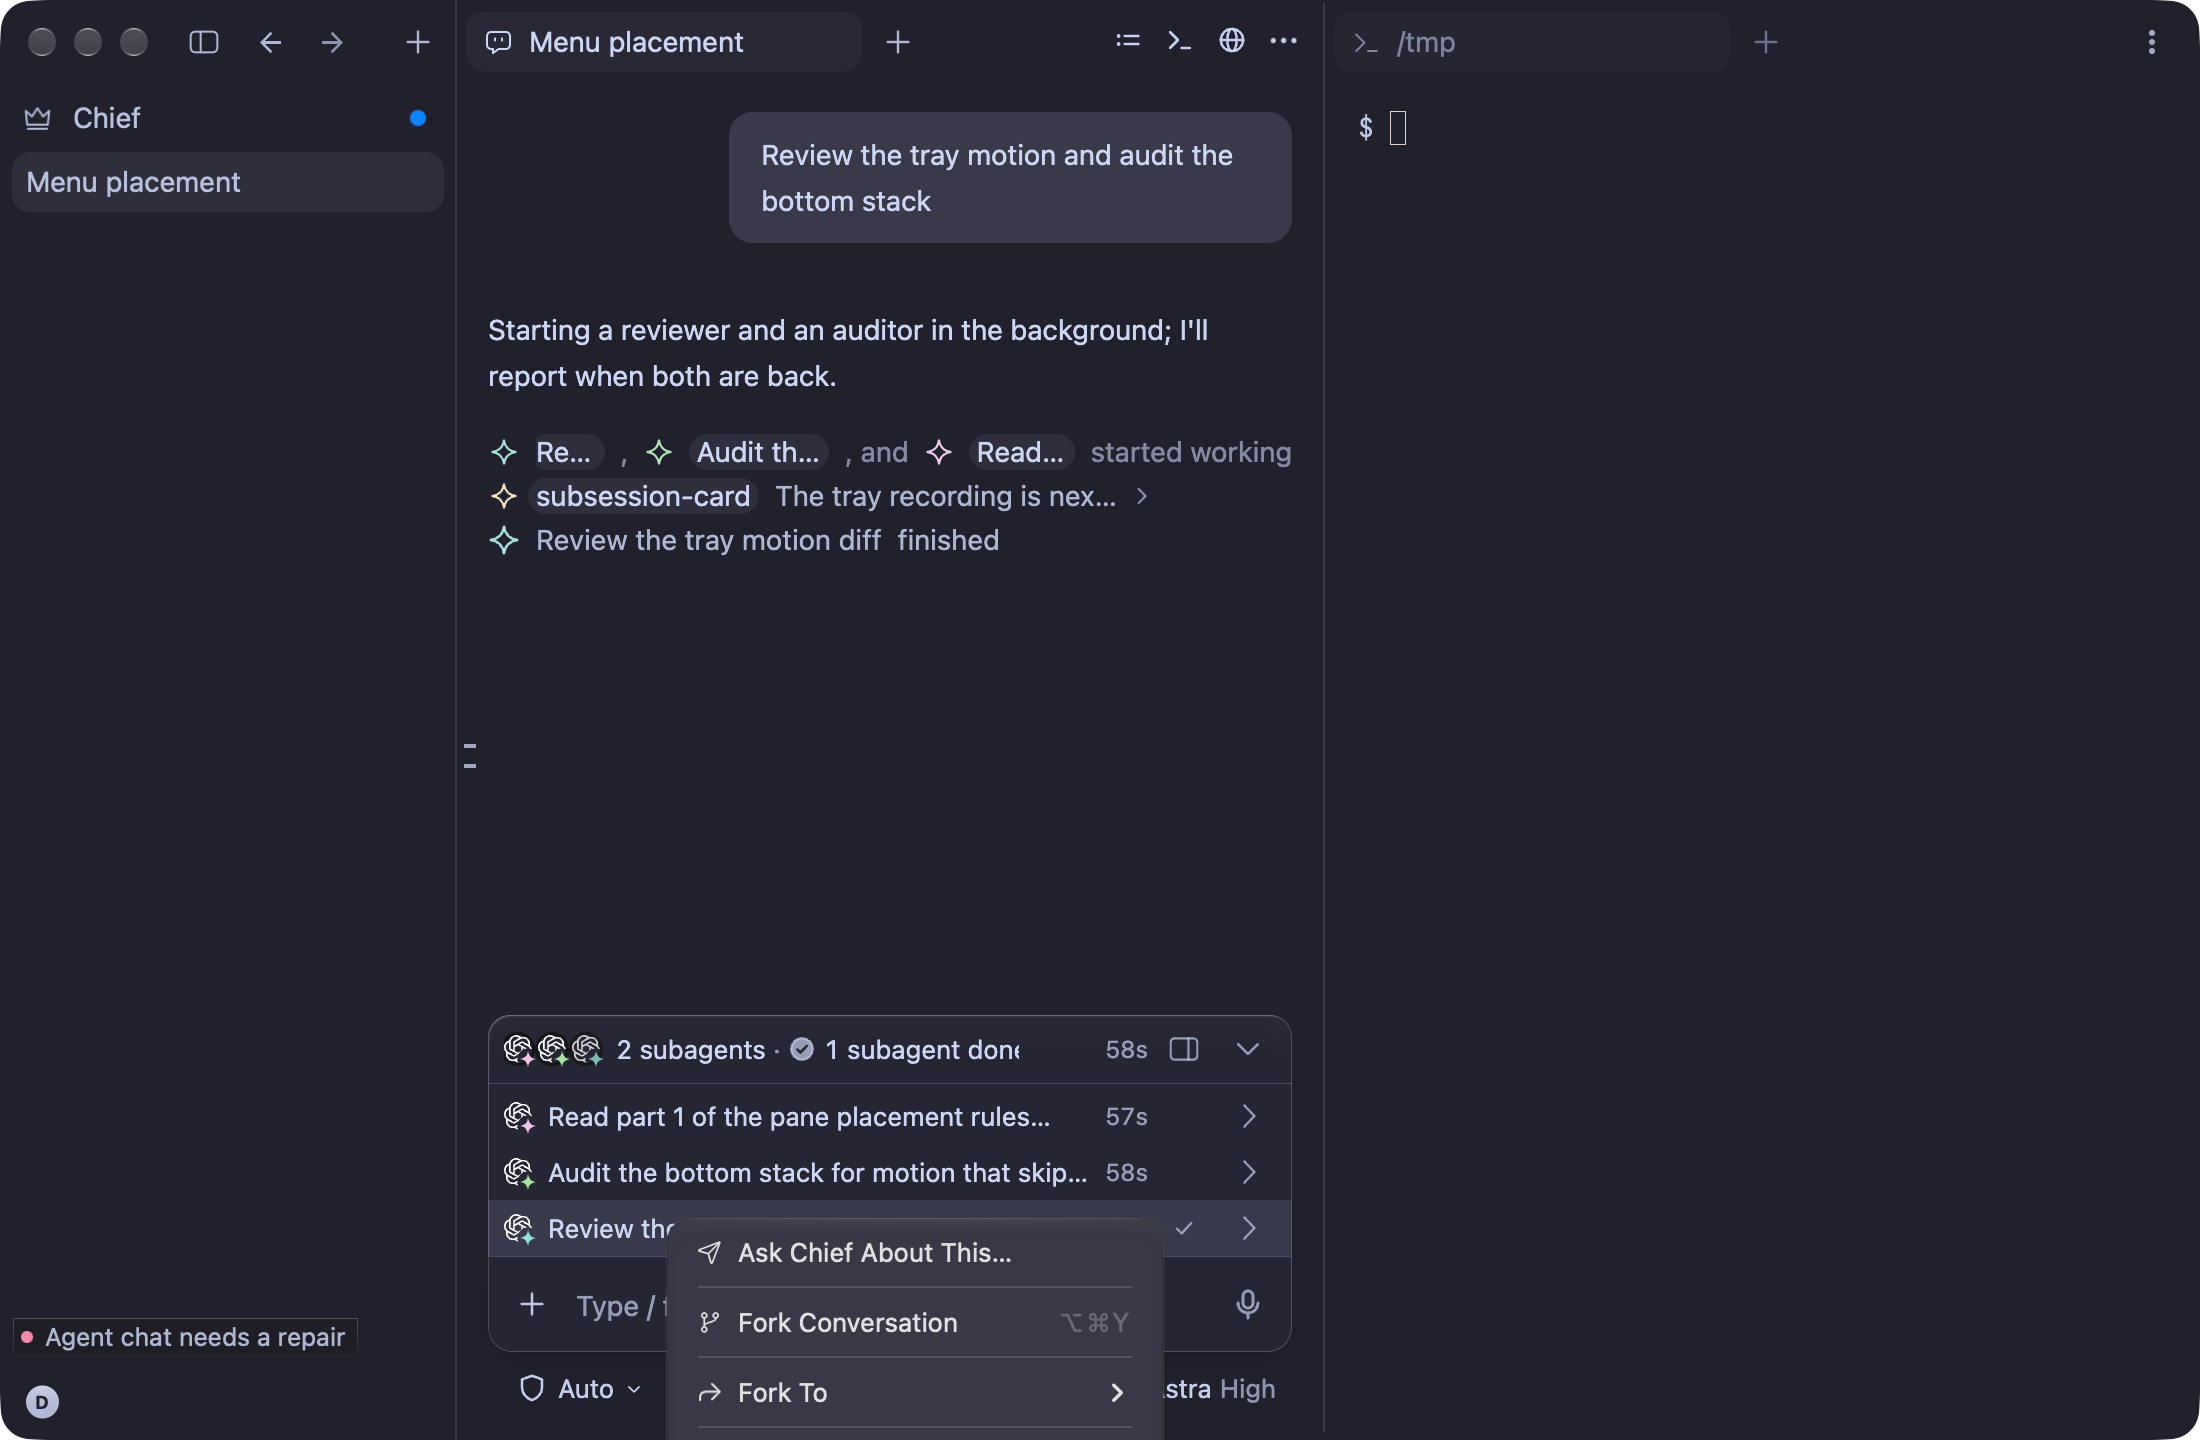 Menu placement
/tmp
Chief
Menu placement
$
Review the tray motion and audit the
bottom stack
Starting a reviewer and an auditor in the background; I'll
report when both are back.
Re... , Audit th... , and Read... started working
subsession-card The tray recording is nex...
Review the tray motion diff finished
2 subagents · 1 subagent done 58s
Read part 1 of the pane placement rules... 57s
Audit the bottom stack for motion that skip... 58s
Review the
Ask Chief About This...
Type /
Fork Conversation ⌥⌘Y
Agent chat needs a repair
Auto
Fork To
stra High
D